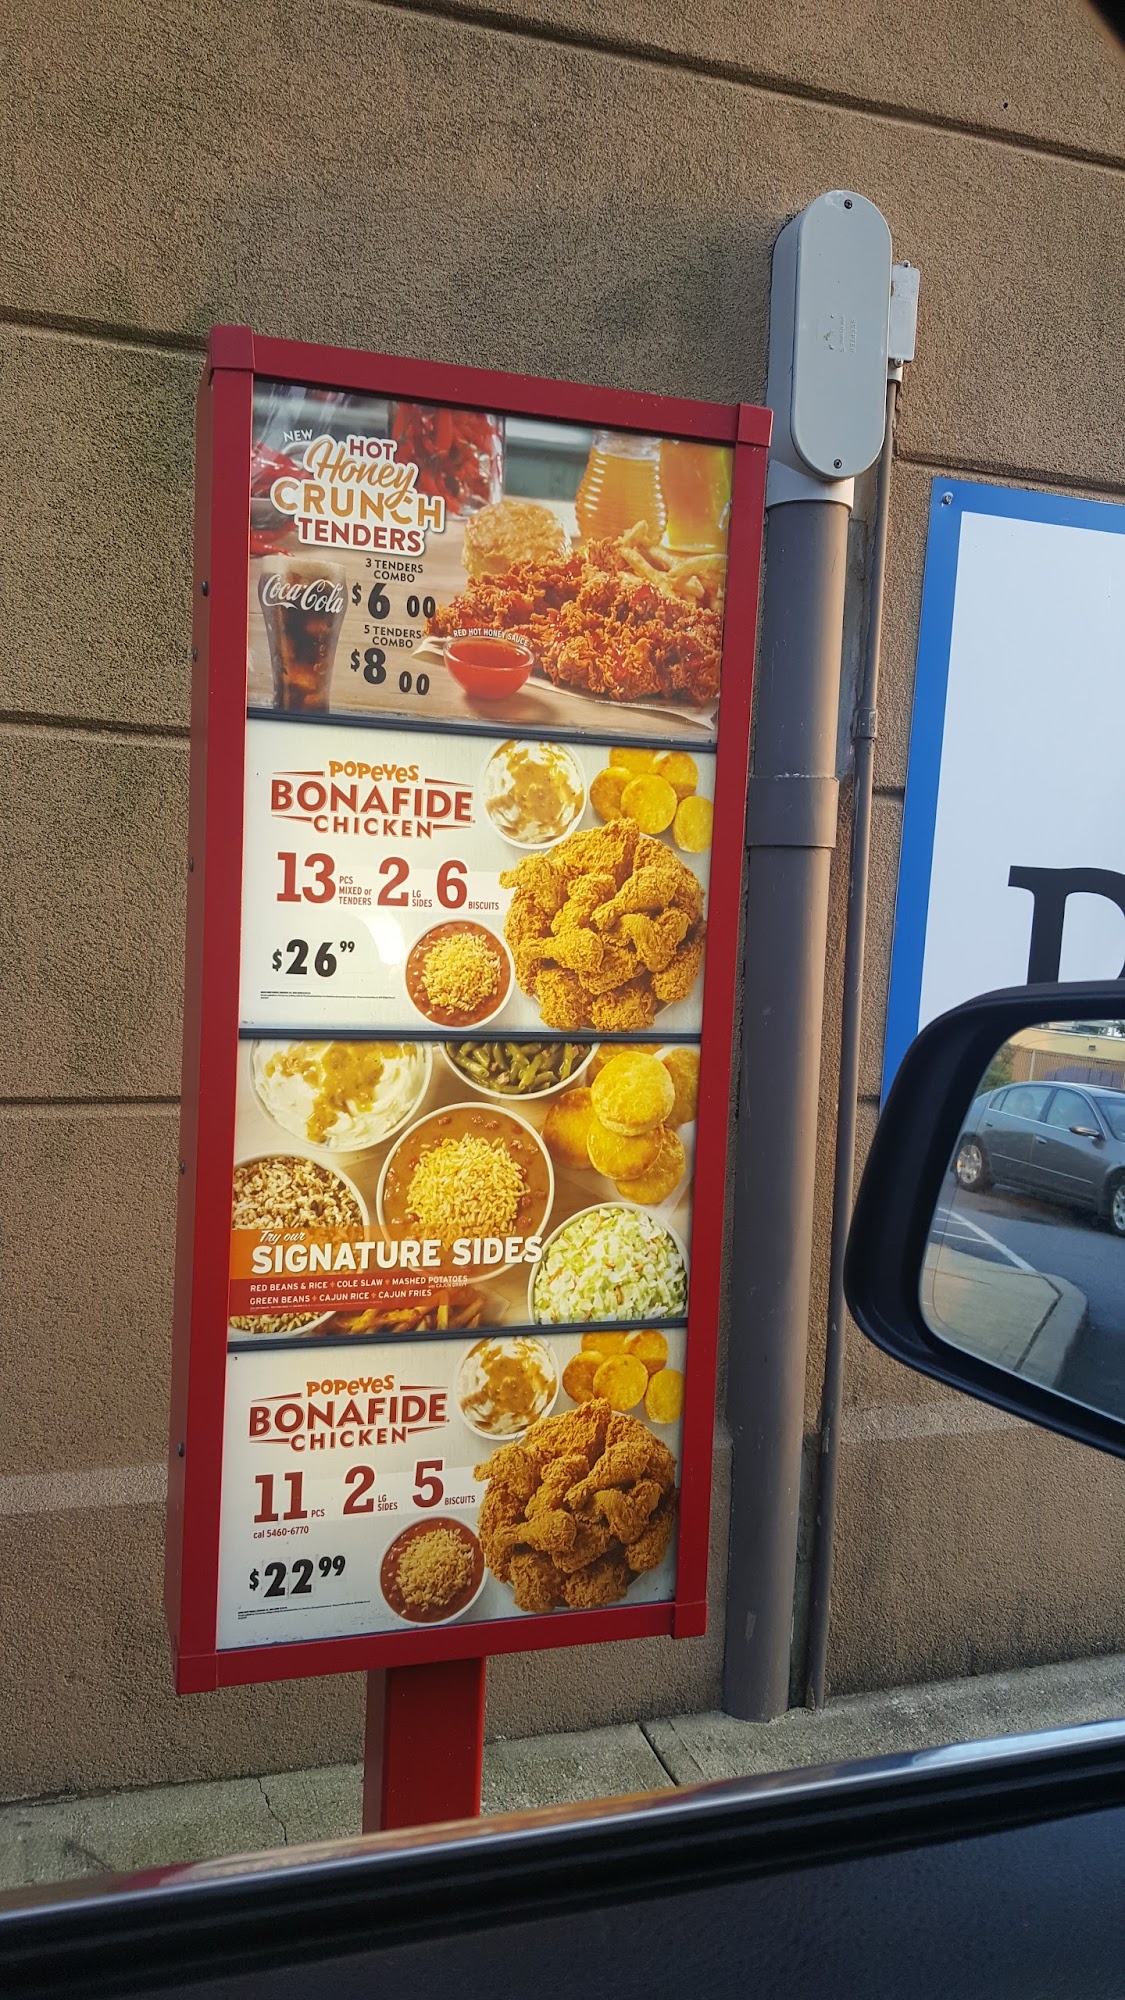 NEW
HOT
Honey
CRUNCH
TENDERS
3 TENDERS
COMBO
$6 00
5 TENDERS
COMBO
$8 00
Coca-Cola
RED HOT HONEY SAUCE
POPEYES
BONAFIDE
CHICKEN
13 PCS MIXED or TENDERS 2 LG SIDES 6 BISCUITS
$26 99
Try our
SIGNATURE SIDES
RED BEANS & RICE + COLE SLAW + MASHED POTATOES
GREEN BEANS + CAJUN RICE + CAJUN FRIES
POPEYES
BONAFIDE
CHICKEN
11 PCS 2 LG SIDES 5 BISCUITS
cal 5460-6770
$22 99